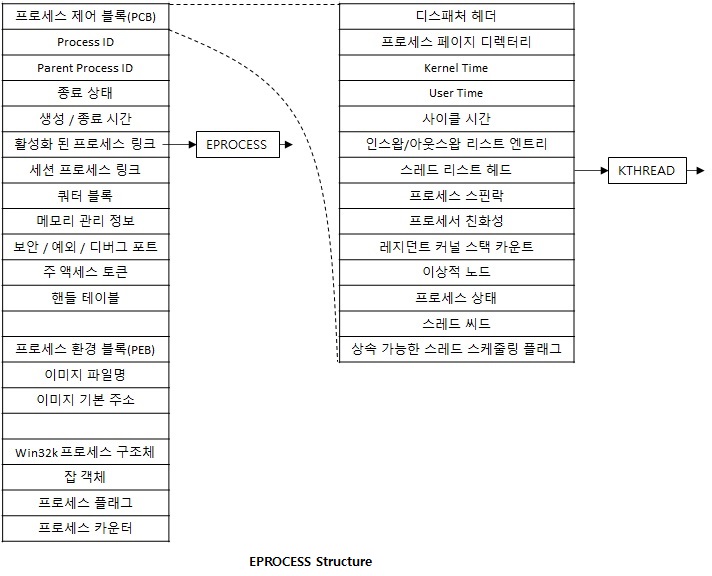 프로세스 제어 블록(PCB)
Process ID
Parent Process ID
종료 상태
생성 / 종료 시간
활성화 된 프로세스 링크
EPROCESS
세션 프로세스 링크
쿼터 블록
메모리 관리 정보
보안 / 예외 / 디버그 포트
주 액세스 토큰
핸들 테이블
프로세스 환경 블록(PEB)
이미지 파일명
이미지 기본 주소
Win32k 프로세스 구조체
잡 객체
프로세스 플래그
프로세스 카운터
디스패처 헤더
프로세스 페이지 디렉터리
Kernel Time
User Time
사이클 시간
인스왑/아웃스왑 리스트 엔트리
스레드 리스트 헤드
KTHREAD
프로세스 스핀락
프로세서 친화성
레지던트 커널 스택 카운트
이상적 노드
프로세스 상태
스레드 씨드
상속 가능한 스레드 스케줄링 플래그
EPROCESS Structure